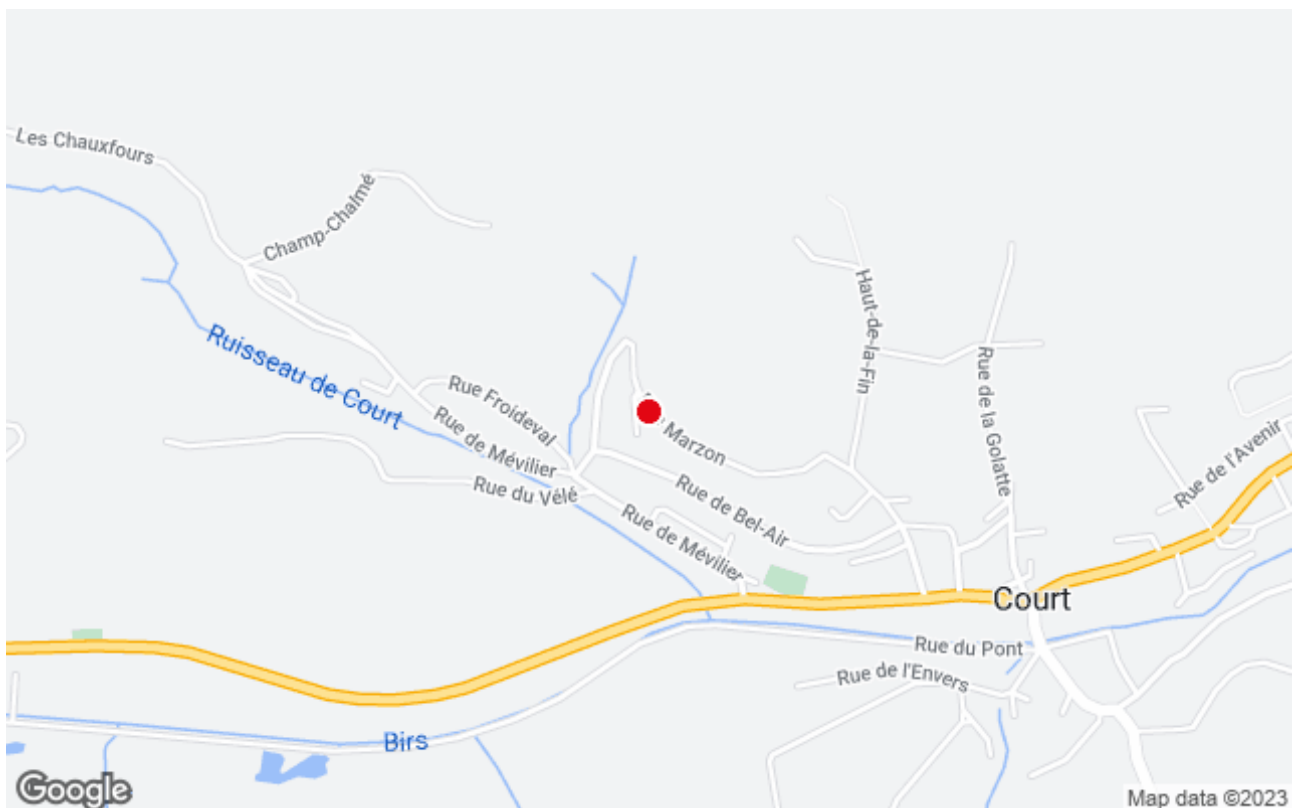 Les Chauxfours
Champ-Chalmé
Ruisseau de Court
Haut-de-la-Fin
Rue de la Golatte
Rue Froideval
Rue de Mévilier
Marzon
Rue de l'Avenir
Rue du Vélé
Rue de Bel-Air
Rue de Mévilier
Court
Rue du Pont
Rue de l'Envers
Birs
Google
Map data ©2023